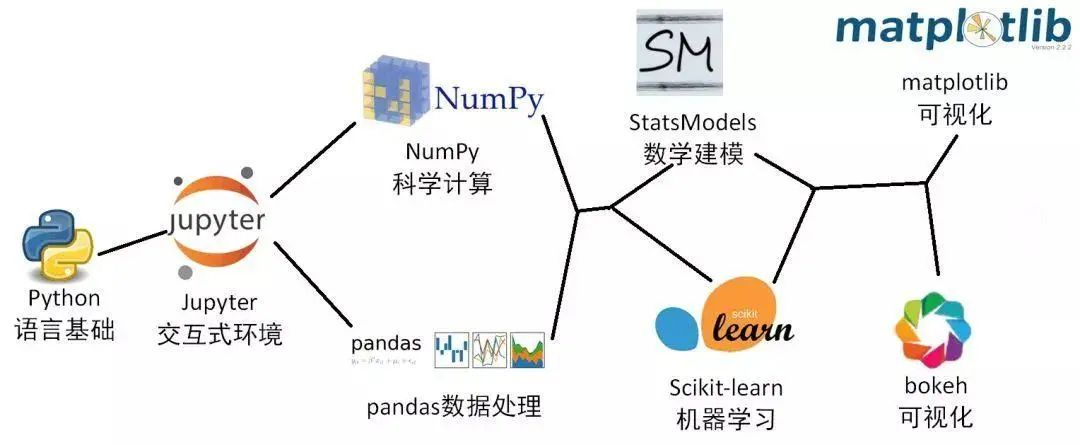 Python
语言基础
jupyter
Jupyter
交互式环境
NumPy
NumPy
科学计算
pandas
pandas数据处理
SM
StatsModels
数学建模
scikit
learn
Scikit-learn
机器学习
matplotlib
Version 2.2.2
matplotlib
可视化
bokeh
可视化